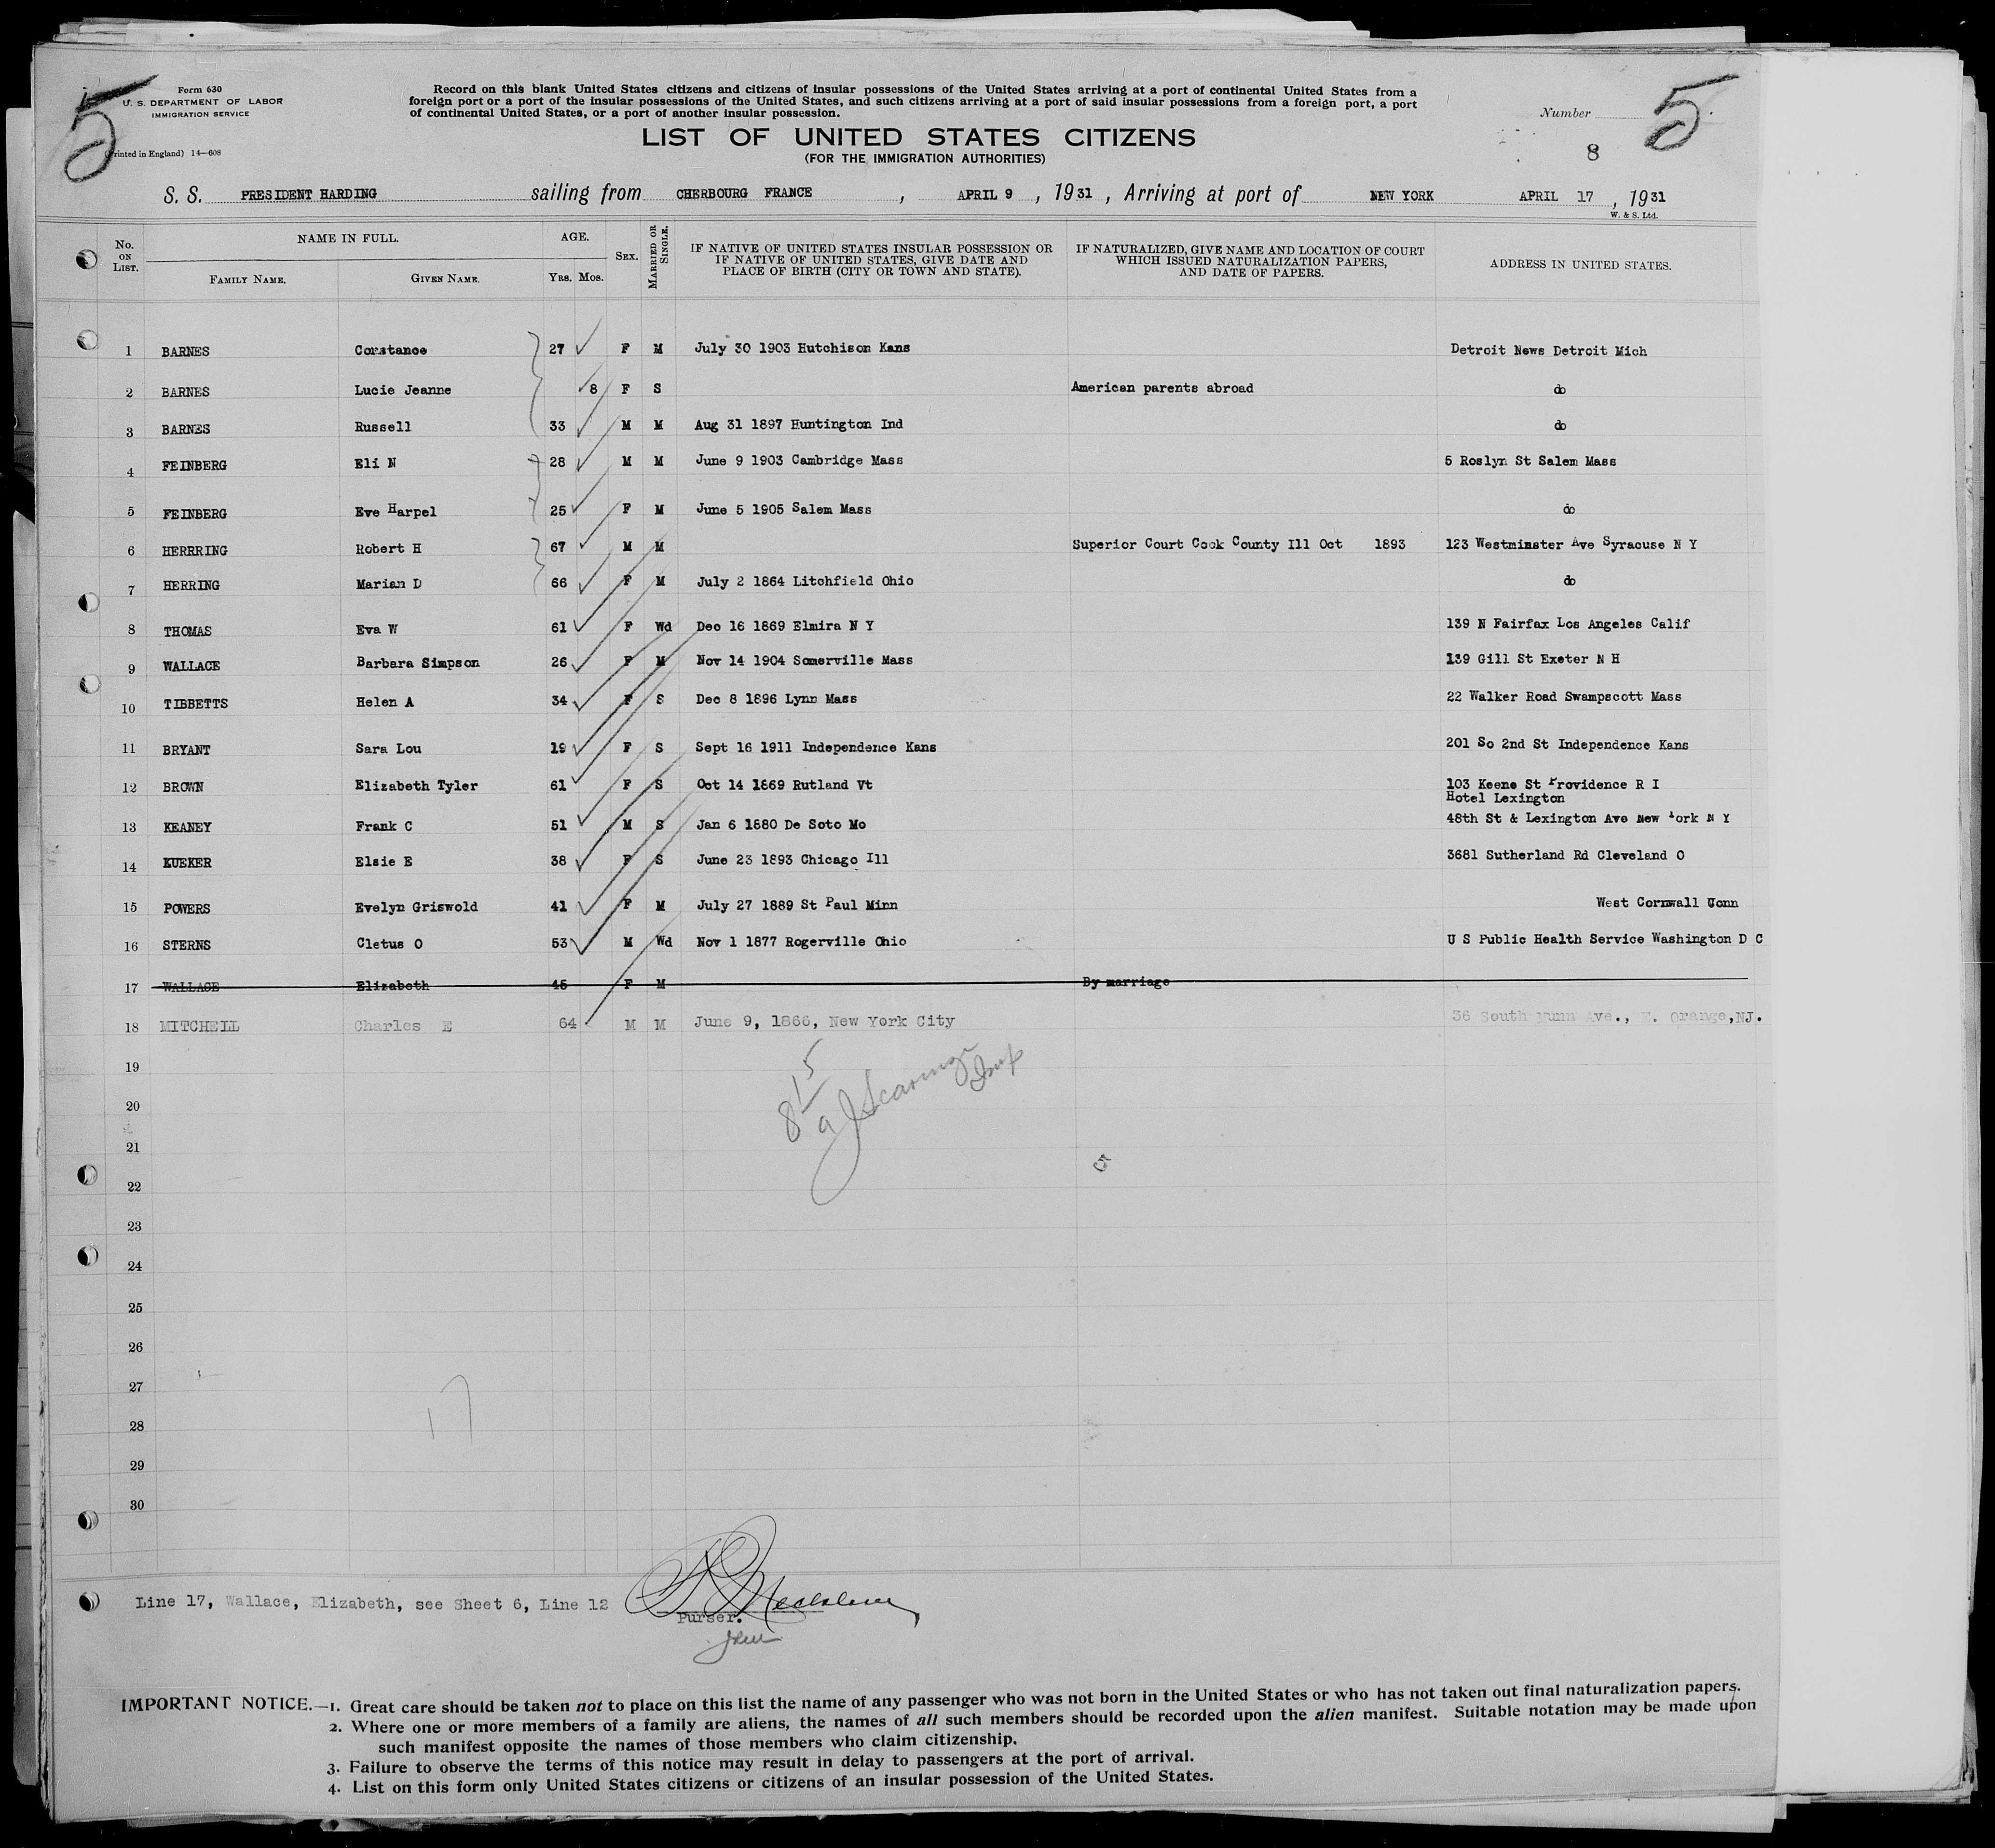 5
Form 630
U. S. DEPARTMENT OF LABOR
IMMIGRATION SERVICE
(Printed in England) 14—608
Record on this blank United States citizens and citizens of insular possessions of the United States arriving at a port of continental United States from a
foreign port or a port of the insular possessions of the United States, and such citizens arriving at a port of said insular possessions from a foreign port, a port
of continental United States, or a port of another insular possession.
LIST OF UNITED STATES CITIZENS
(FOR THE IMMIGRATION AUTHORITIES)
Number
5
8
S. S. PRESIDENT HARDING sailing from CHERBOURG FRANCE, APRIL 9, 1931, Arriving at port of NEW YORK APRIL 17, 1931
W. & S. Ltd.
No. ON LIST. NAME IN FULL. FAMILY NAME. GIVEN NAME. AGE. Yrs. Mos. SEX. MARRIED OR SINGLE. IF NATIVE OF UNITED STATES INSULAR POSSESSION OR IF NATIVE OF UNITED STATES, GIVE DATE AND PLACE OF BIRTH (CITY OR TOWN AND STATE). IF NATURALIZED, GIVE NAME AND LOCATION OF COURT WHICH ISSUED NATURALIZATION PAPERS, AND DATE OF PAPERS. ADDRESS IN UNITED STATES.
1 BARNES Constance 27 F M July 30 1903 Hutchison Kans Detroit News Detroit Mich
2 BARNES Lucie Jeanne 8 F S American parents abroad do
3 BARNES Russell 33 M M Aug 31 1897 Huntington Ind do
4 FEINBERG Eli N 28 M M June 9 1903 Cambridge Mass 5 Roslyn St Salem Mass
5 FEINBERG Eve Harpel 25 F M June 5 1905 Salem Mass do
6 HERRRING Robert H 67 M M Superior Court Cook County Ill Oct 1893 123 Westminster Ave Syracuse N Y
7 HERRING Marian D 66 F M July 2 1864 Litchfield Ohio do
8 THOMAS Eva W 61 F Wd Dec 16 1869 Elmira N Y 139 N Fairfax Los Angeles Calif
9 WALLACE Barbara Simpson 26 F M Nov 14 1904 Somerville Mass 139 Gill St Exeter N H
10 TIBBETTS Helen A 34 F S Dec 8 1896 Lynn Mass 22 Walker Road Swampscott Mass
11 BRYANT Sara Lou 19 F S Sept 16 1911 Independence Kans 201 So 2nd St Independence Kans
12 BROWN Elizabeth Tyler 61 F S Oct 14 1869 Rutland Vt 103 Keene St Providence R I
Hotel Lexington
13 KEANEY Frank C 51 M S Jan 6 1880 De Soto Mo 48th St & Lexington Ave New York N Y
14 KUEKER Elsie E 38 F S June 23 1893 Chicago Ill 3681 Sutherland Rd Cleveland O
15 POWERS Evelyn Griswold 41 F M July 27 1889 St Paul Minn West Cornwall Conn
16 STERNS Cletus O 53 M Wd Nov 1 1877 Rogerville Ohio U S Public Health Service Washington D C
17 WALLACE Elizabeth 45 F M By marriage
18 MITCHELL Charles E 64 M M June 9, 1866, New York City 36 South Munn Ave., E. Orange, NJ.
19
20
21
22
23
24
25
26
27
28
29
30
8 15
5
17
Line 17, Wallace, Elizabeth, see Sheet 6, Line 12
Purser.
IMPORTANT NOTICE.—1. Great care should be taken not to place on this list the name of any passenger who was not born in the United States or who has not taken out final naturalization papers.
2. Where one or more members of a family are aliens, the names of all such members should be recorded upon the alien manifest. Suitable notation may be made upon
such manifest opposite the names of those members who claim citizenship.
3. Failure to observe the terms of this notice may result in delay to passengers at the port of arrival.
4. List on this form only United States citizens or citizens of an insular possession of the United States.